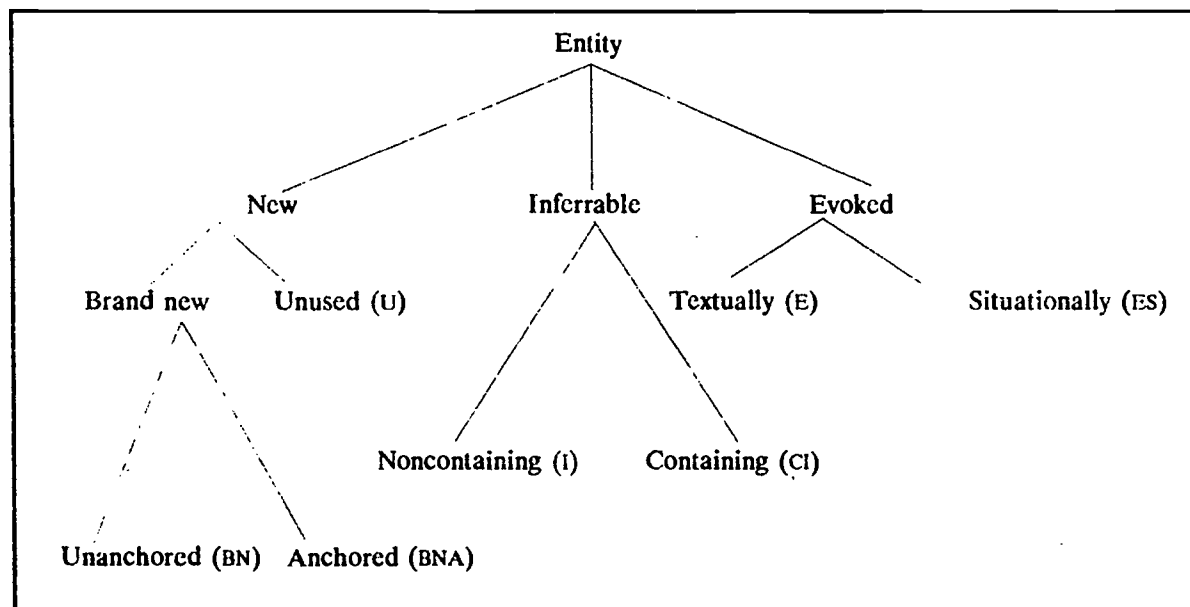 Entity
New Inferrable Evoked
Brand new Unused (U) Textually (E) Situationally (ES)
Noncontaining (I) Containing (CI)
Unanchored (BN) Anchored (BNA)